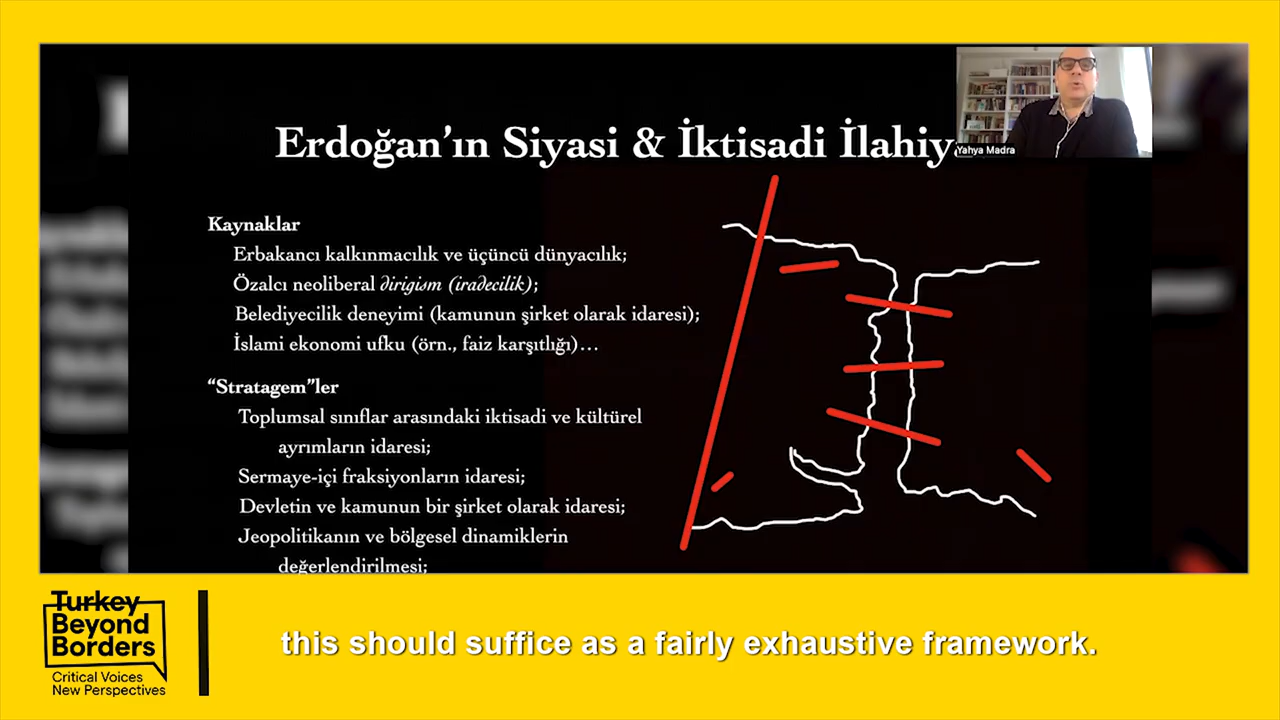 Erdoğan'ın Siyasi & İktisadi
Yahya Madra
Kaynaklar
Erbakancı kalkınmacılık ve üçüncü dünyacılık;
Özalcı neoliberal dirigism (iradecilik);
Belediyecilik deneyimi (kamunun şirket olarak idaresi);
İslami ekonomi ufku (örn., faiz karşıtlığı)…
“Stratagem”ler
Toplumsal sınıflar arasındaki iktisadi ve kültürel
ayrımların idaresi;
Sermaye-içi fraksiyonların idaresi;
Devletin ve kamunun bir şirket olarak idaresi;
Jeopolitikanın ve bölgesel dinamiklerin
değerlendirilmesi;
Turkey
Beyond
Borders
Critical Voices
New Perspectives
this should suffice as a fairly exhaustive framework.